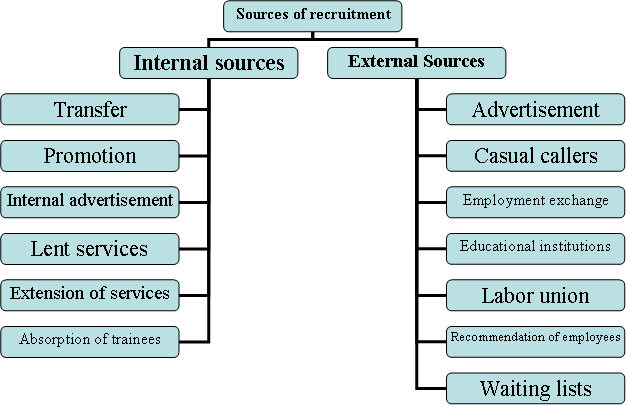 Sources of recruitment
Internal sources
External Sources
Transfer
Promotion
Internal advertisement
Lent services
Extension of services
Absorption of trainees
Advertisement
Casual callers
Employment exchange
Educational institutions
Labor union
Recommendation of employees
Waiting lists